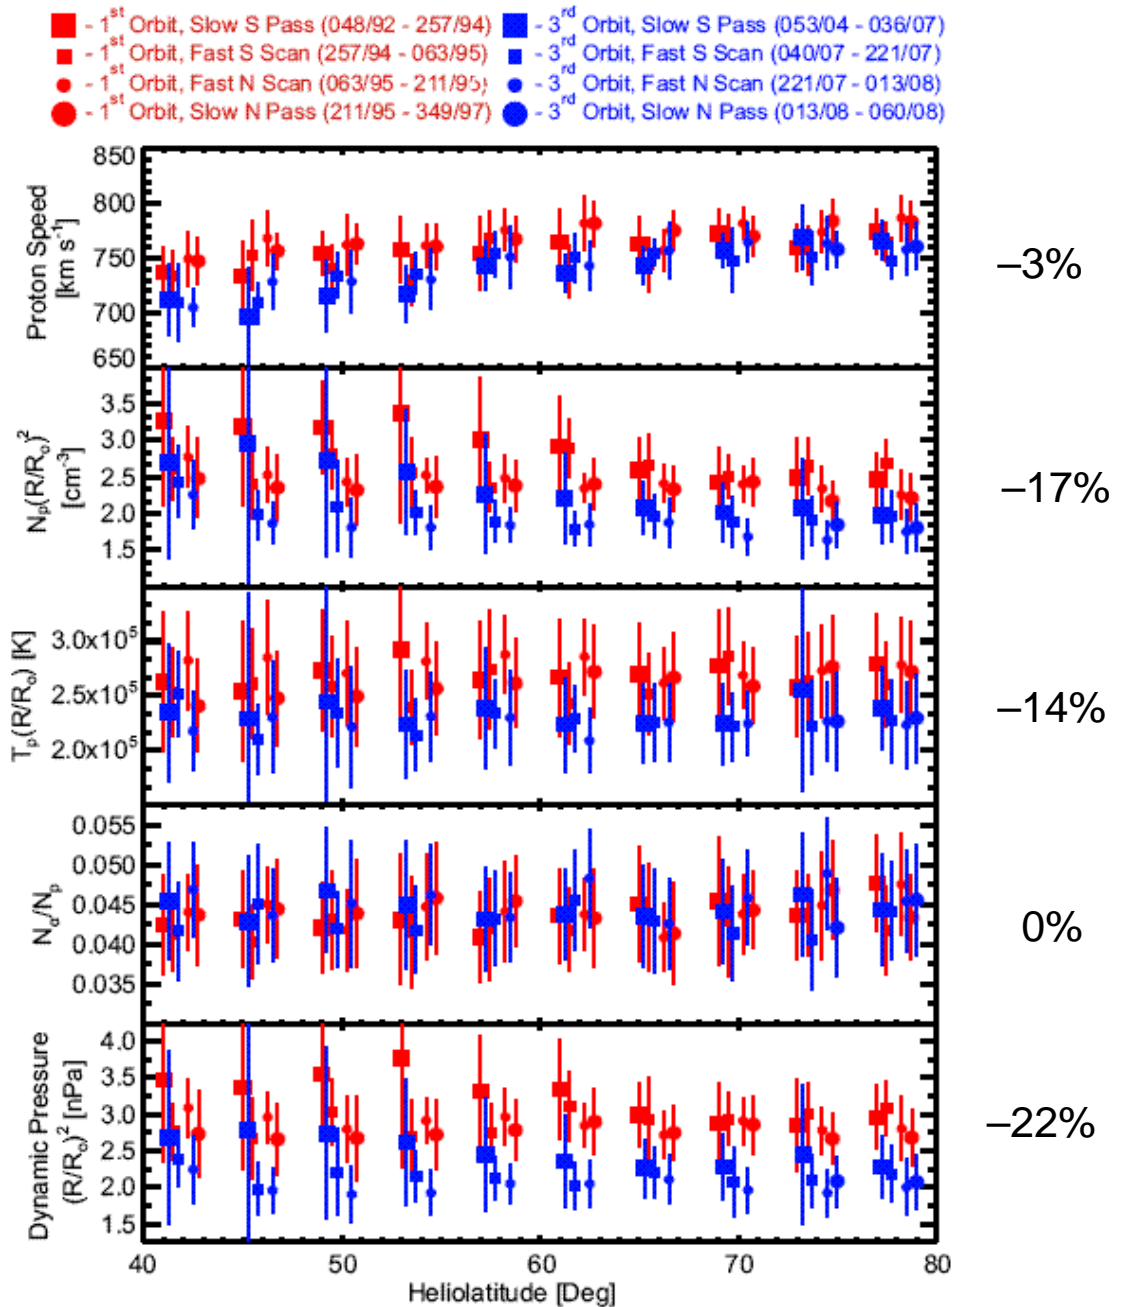 - 1st Orbit, Slow S Pass (048/92 - 257/94) - 3rd Orbit, Slow S Pass (053/04 - 036/07)
- 1st Orbit, Fast S Scan (257/94 - 063/95) - 3rd Orbit, Fast S Scan (040/07 - 221/07)
- 1st Orbit, Fast N Scan (063/95 - 211/95) - 3rd Orbit, Fast N Scan (221/07 - 013/08)
- 1st Orbit, Slow N Pass (211/95 - 349/97) - 3rd Orbit, Slow N Pass (013/08 - 060/08)
Proton Speed
[km s⁻¹]
850
800
750
700
650
–3%
Nₚ(R/Rₒ)²
[cm⁻³]
3.5
3.0
2.5
2.0
1.5
–17%
Tₚ(R/Rₒ) [K]
3.0x10⁵
2.5x10⁵
2.0x10⁵
–14%
Nα/Nₚ
0.055
0.050
0.045
0.040
0.035
0%
Dynamic Pressure
(R/Rₒ)² [nPa]
4.0
3.5
3.0
2.5
2.0
1.5
–22%
40 50 60 70 80
Heliolatitude [Deg]